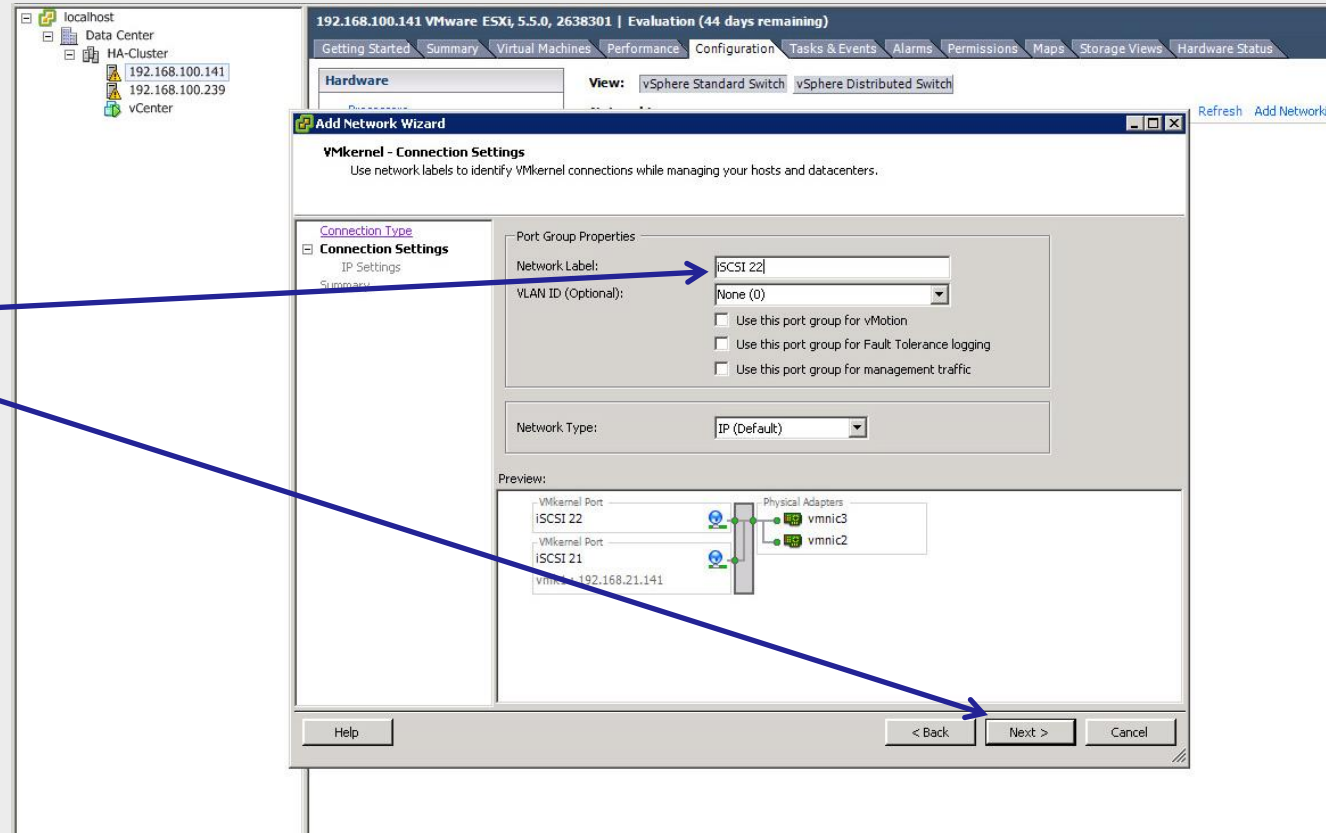 localhost
Data Center
HA-Cluster
192.168.100.141
192.168.100.239
vCenter
192.168.100.141 VMware ESXi, 5.5.0, 2638301 | Evaluation (44 days remaining)
Getting Started Summary Virtual Machines Performance Configuration Tasks & Events Alarms Permissions Maps Storage Views Hardware Status
Hardware
View: vSphere Standard Switch vSphere Distributed Switch
Refresh Add Network
Add Network Wizard
VMkernel - Connection Settings
Use network labels to identify VMkernel connections while managing your hosts and datacenters.
Connection Type
Connection Settings
IP Settings
Summary
Port Group Properties
Network Label: iSCSI 22
VLAN ID (Optional): None (0)
Use this port group for vMotion
Use this port group for Fault Tolerance logging
Use this port group for management traffic
Network Type: IP (Default)
Preview:
VMkernel Port
iSCSI 22
VMkernel Port
iSCSI 21
vmk1 : 192.168.21.141
Physical Adapters
vmnic3
vmnic2
Help
< Back Next > Cancel